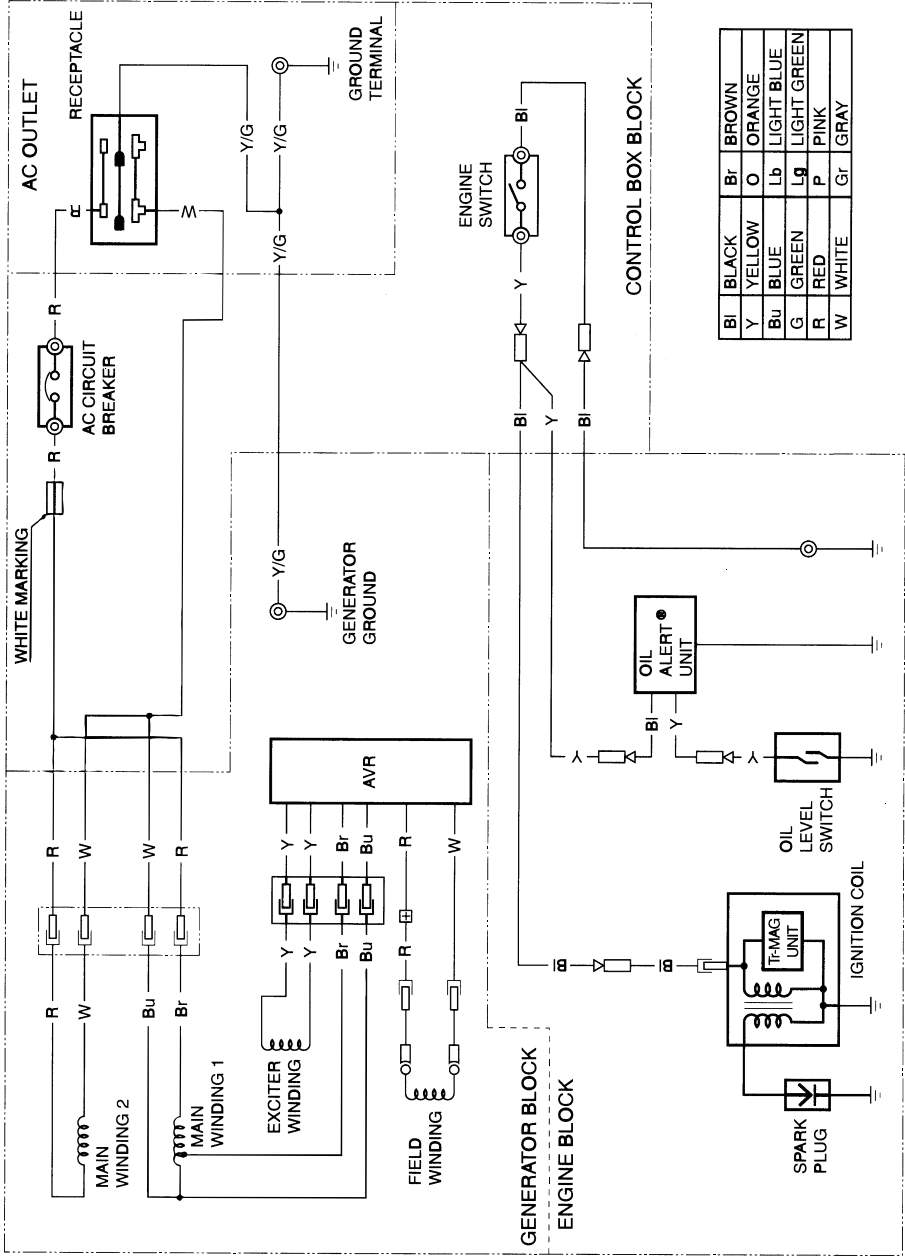 AC OUTLET
RECEPTACLE
GROUND
TERMINAL
R
W
Y/G
Y/G
Y/G
R
AC CIRCUIT
BREAKER
R
WHITE MARKING
Y/G
GENERATOR
GROUND
ENGINE
SWITCH
Bl
Y
CONTROL BOX BLOCK
Bl
Y
Bl
Bl BLACK Br BROWN
Y YELLOW O ORANGE
Bu BLUE Lb LIGHT BLUE
G GREEN Lg LIGHT GREEN
R RED P PINK
W WHITE Gr GRAY
R
W
W
R
R
W
Bu
Br
MAIN
WINDING 2
MAIN
WINDING 1
AVR
Y
Y
Br
Bu
R
W
Y
Y
Br
Bu
R
EXCITER
WINDING
FIELD
WINDING
GENERATOR BLOCK
ENGINE BLOCK
OIL
ALERT®
UNIT
Bl
Y
Y
Y
OIL
LEVEL
SWITCH
Bl
Bl
Tr-MAG
UNIT
IGNITION COIL
SPARK
PLUG